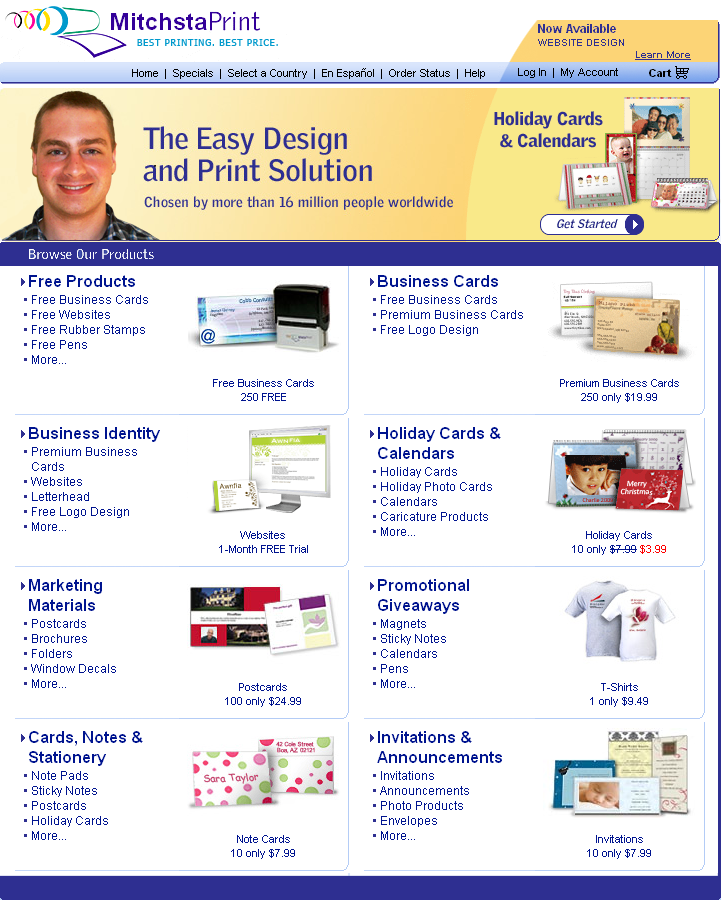 MitchstaPrint
BEST PRINTING. BEST PRICE.
Now Available
WEBSITE DESIGN
Learn More
Home | Specials | Select a Country | En Español | Order Status | Help
Log In | My Account
Cart
The Easy Design
and Print Solution
Chosen by more than 16 million people worldwide
Holiday Cards
& Calendars
Get Started
Browse Our Products
Free Products
Free Business Cards
Free Websites
Free Rubber Stamps
Free Pens
More...
@
Free Business Cards
250 FREE
Business Cards
Free Business Cards
Premium Business Cards
Free Logo Design
Premium Business Cards
250 only $19.99
Business Identity
Premium Business
Cards
Websites
Letterhead
Free Logo Design
More...
Awnfia
Awnfia
Websites
1-Month FREE Trial
Holiday Cards &
Calendars
Holiday Cards
Holiday Photo Cards
Calendars
Caricature Products
More...
Merry
Christmas
Holiday Cards
10 only $7.99 $3.99
Marketing
Materials
Postcards
Brochures
Folders
Window Decals
More...
Postcards
100 only $24.99
Promotional
Giveaways
Magnets
Sticky Notes
Calendars
Pens
More...
T-Shirts
1 only $9.49
Cards, Notes &
Stationery
Note Pads
Sticky Notes
Postcards
Holiday Cards
More...
42 Cole Street
Boa, AZ 02121
Sara Taylor
Note Cards
10 only $7.99
Invitations &
Announcements
Invitations
Announcements
Photo Products
Envelopes
More...
Invitations
10 only $7.99